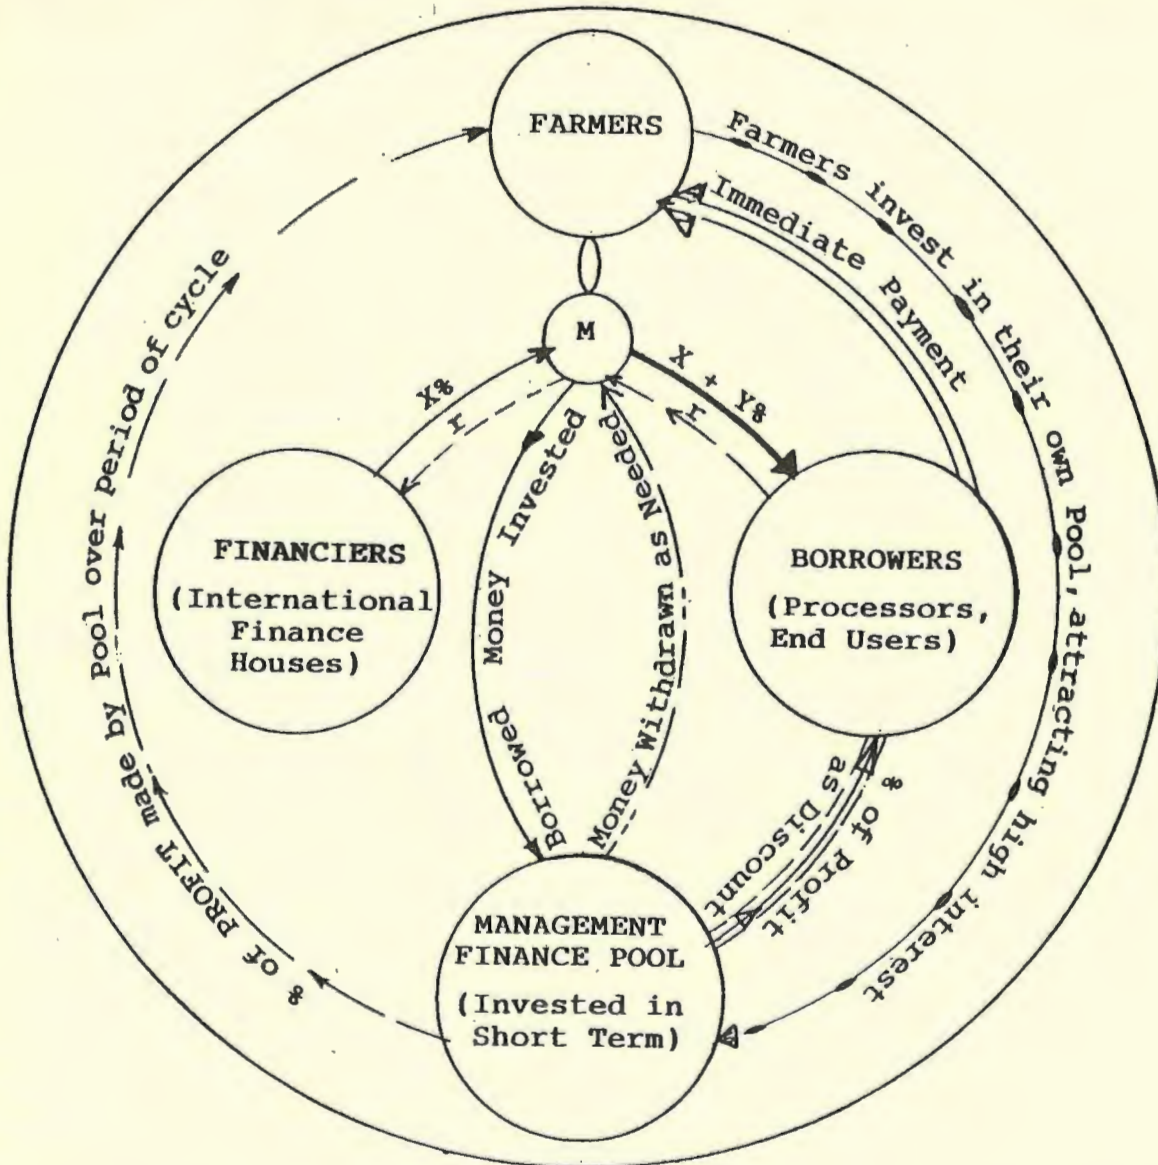 FARMERS
Farmers invest in their own Pool, attracting high interest
Immediate Payment
M
X%
r
X + Y%
r
FINANCIERS
(International
Finance
Houses)
BORROWERS
(Processors,
End Users)
Borrowed Money Invested
Money Withdrawn as Needed
% of Profit
as Discount
MANAGEMENT
FINANCE POOL
(Invested in
Short Term)
% of PROFIT made by Pool over period of cycle